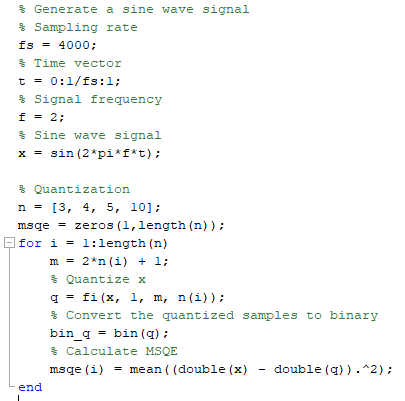 % Generate a sine wave signal
% Sampling rate
fs = 4000;
% Time vector
t = 0:1/fs:1;
% Signal frequency
f = 2;
% Sine wave signal
x = sin(2*pi*f*t);

% Quantization
n = [3, 4, 5, 10];
msqe = zeros(1,length(n));
for i = 1:length(n)
    m = 2*n(i) + 1;
    % Quantize x
    q = fi(x, 1, m, n(i));
    % Convert the quantized samples to binary
    bin_q = bin(q);
    % Calculate MSQE
    msqe(i) = mean((double(x) - double(q)).^2);
end